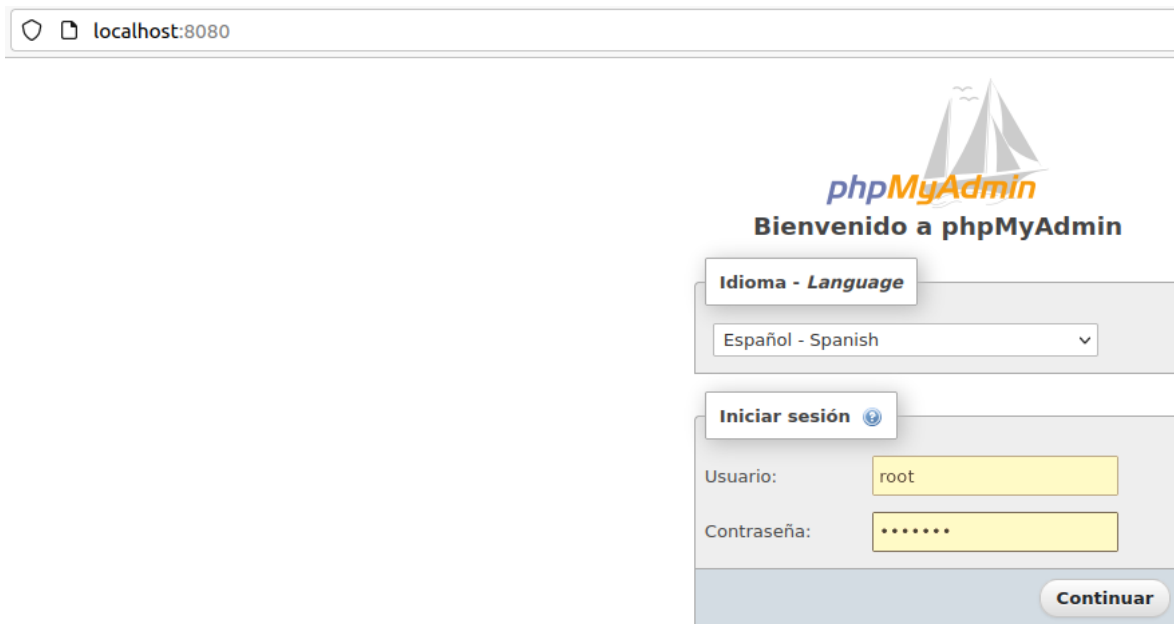 localhost:8080
phpMyAdmin
Bienvenido a phpMyAdmin
Idioma - Language
Español - Spanish
Iniciar sesión
Usuario: root
Contraseña: •••••••
Continuar